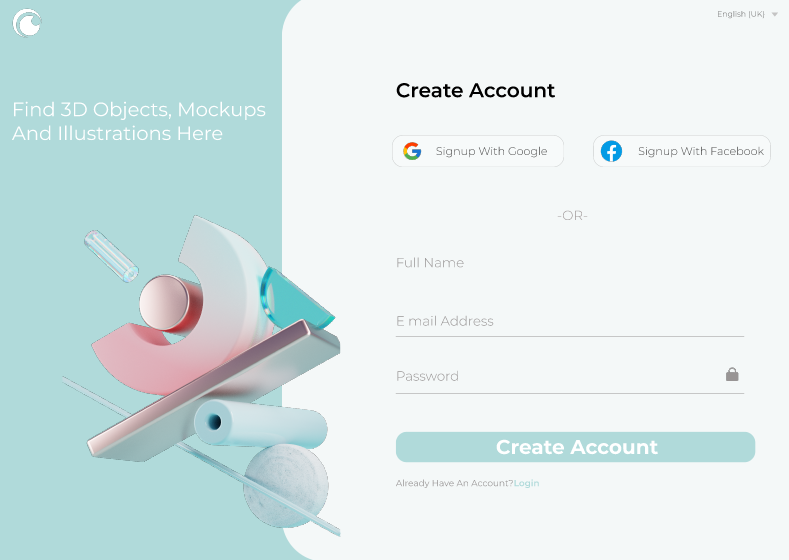 English (UK)
Find 3D Objects, Mockups
And Illustrations Here
Create Account
Signup With Google
Signup With Facebook
-OR-
Full Name
E mail Address
Password
Create Account
Already Have An Account?Login